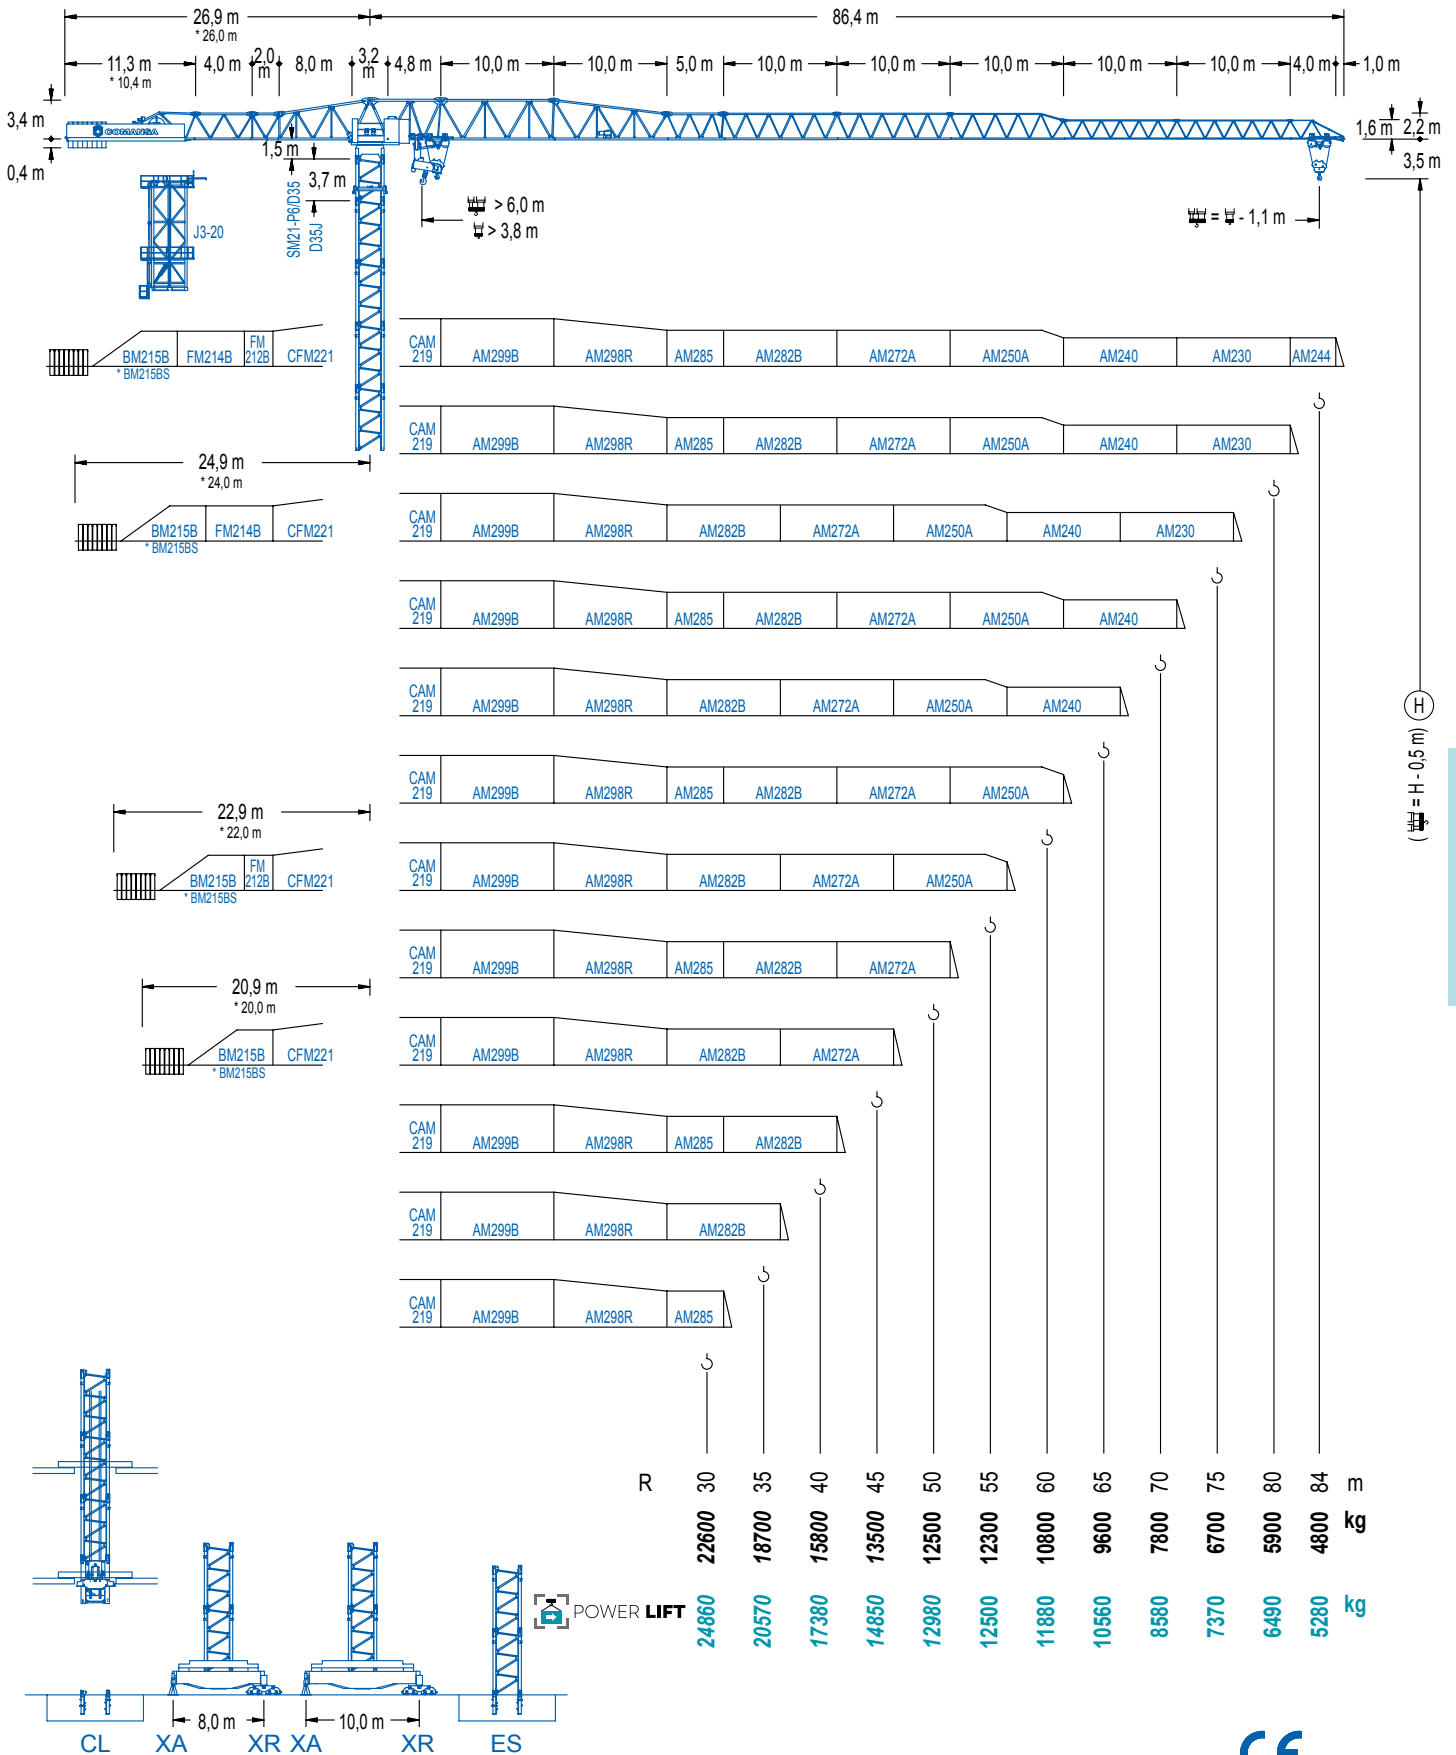 26,9 m
* 26,0 m
86,4 m
11,3 m
* 10,4 m
4,0 m
2,0 m
8,0 m
3,2 m
4,8 m
10,0 m
10,0 m
5,0 m
10,0 m
10,0 m
10,0 m
10,0 m
10,0 m
4,0 m
1,0 m
3,4 m
COMANSA
0,4 m
1,5 m
3,7 m
1,6 m
2,2 m
3,5 m
SM21-P6/D35
D35J
J3-20
> 6,0 m
> 3,8 m
= - 1,1 m
BM215B FM214B FM 212B CFM221
* BM215BS
CAM 219 AM299B AM298R AM285 AM282B AM272A AM250A AM240 AM230 AM244
CAM 219 AM299B AM298R AM285 AM282B AM272A AM250A AM240 AM230
24,9 m
* 24,0 m
BM215B FM214B CFM221
* BM215BS
CAM 219 AM299B AM298R AM282B AM272A AM250A AM240 AM230
CAM 219 AM299B AM298R AM285 AM282B AM272A AM250A AM240
CAM 219 AM299B AM298R AM282B AM272A AM250A AM240
H
( = H - 0,5 m)
CAM 219 AM299B AM298R AM285 AM282B AM272A AM250A
22,9 m
* 22,0 m
BM215B FM 212B CFM221
* BM215BS
CAM 219 AM299B AM298R AM282B AM272A AM250A
CAM 219 AM299B AM298R AM285 AM282B AM272A
20,9 m
* 20,0 m
BM215B CFM221
* BM215BS
CAM 219 AM299B AM298R AM282B AM272A
CAM 219 AM299B AM298R AM285 AM282B
CAM 219 AM299B AM298R AM282B
CAM 219 AM299B AM298R AM285
R 30 35 40 45 50 55 60 65 70 75 80 84 m
22600 18700 15800 13500 12500 12300 10800 9600 7800 6700 5900 4800 kg
POWER LIFT 24860 20570 17380 14850 12980 12500 11880 10560 8580 7370 6490 5280 kg
8,0 m
10,0 m
CL XA XR XA XR ES
CE